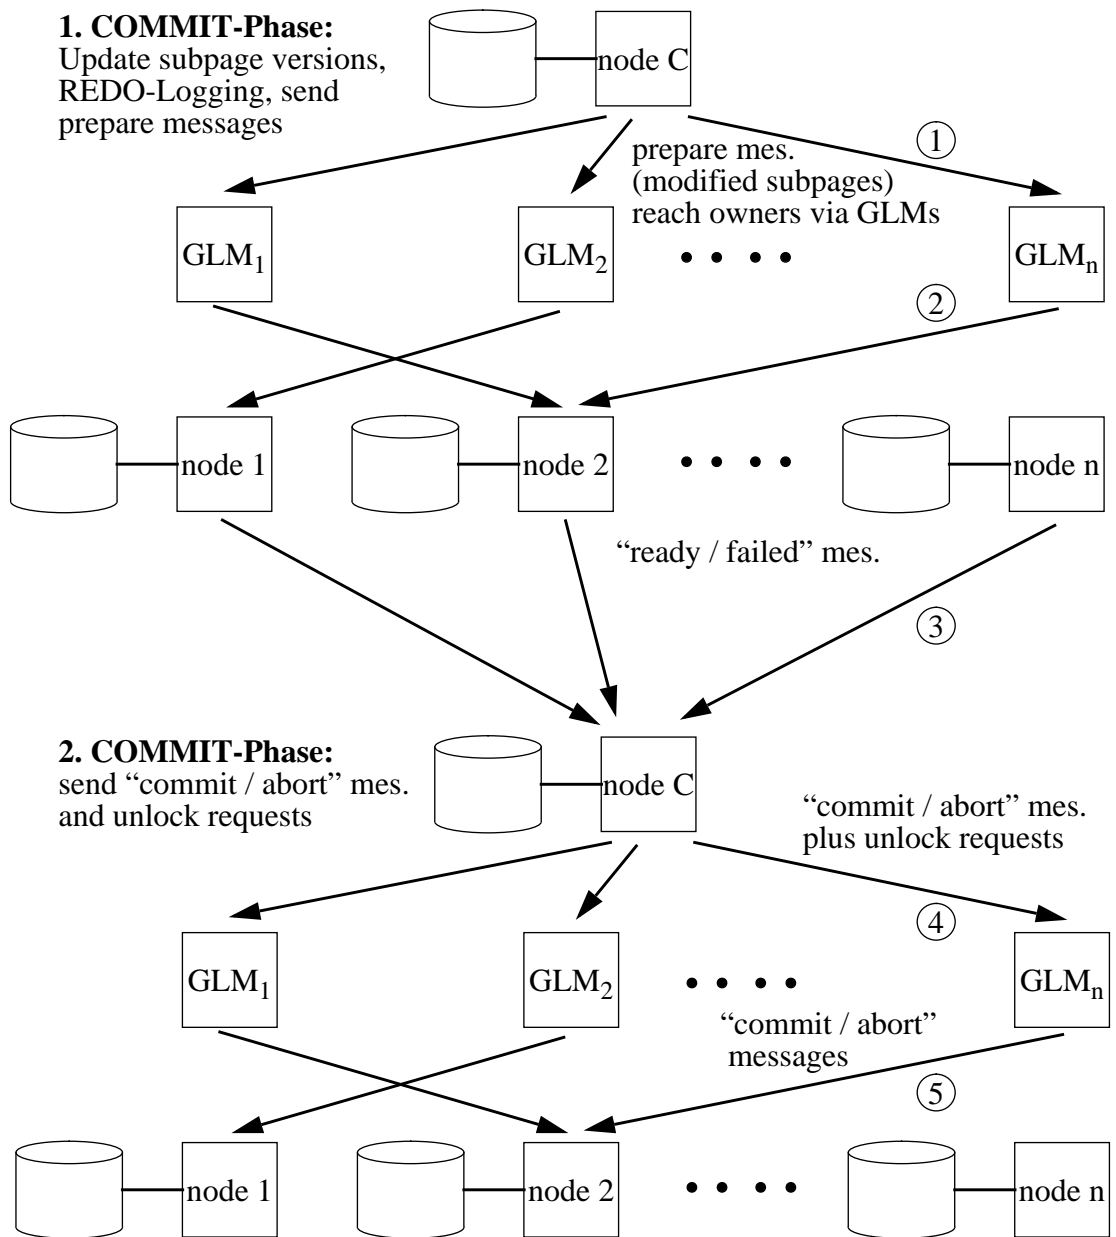 1. COMMIT-Phase:
Update subpage versions,
REDO-Logging, send
prepare messages
node C
1
prepare mes.
(modified subpages)
reach owners via GLMs
GLM1
GLM2
GLMn
2
node 1
node 2
node n
“ready / failed” mes.
3
2. COMMIT-Phase:
send “commit / abort” mes.
and unlock requests
node C
“commit / abort” mes.
plus unlock requests
4
GLM1
GLM2
GLMn
“commit / abort”
messages
5
node 1
node 2
node n